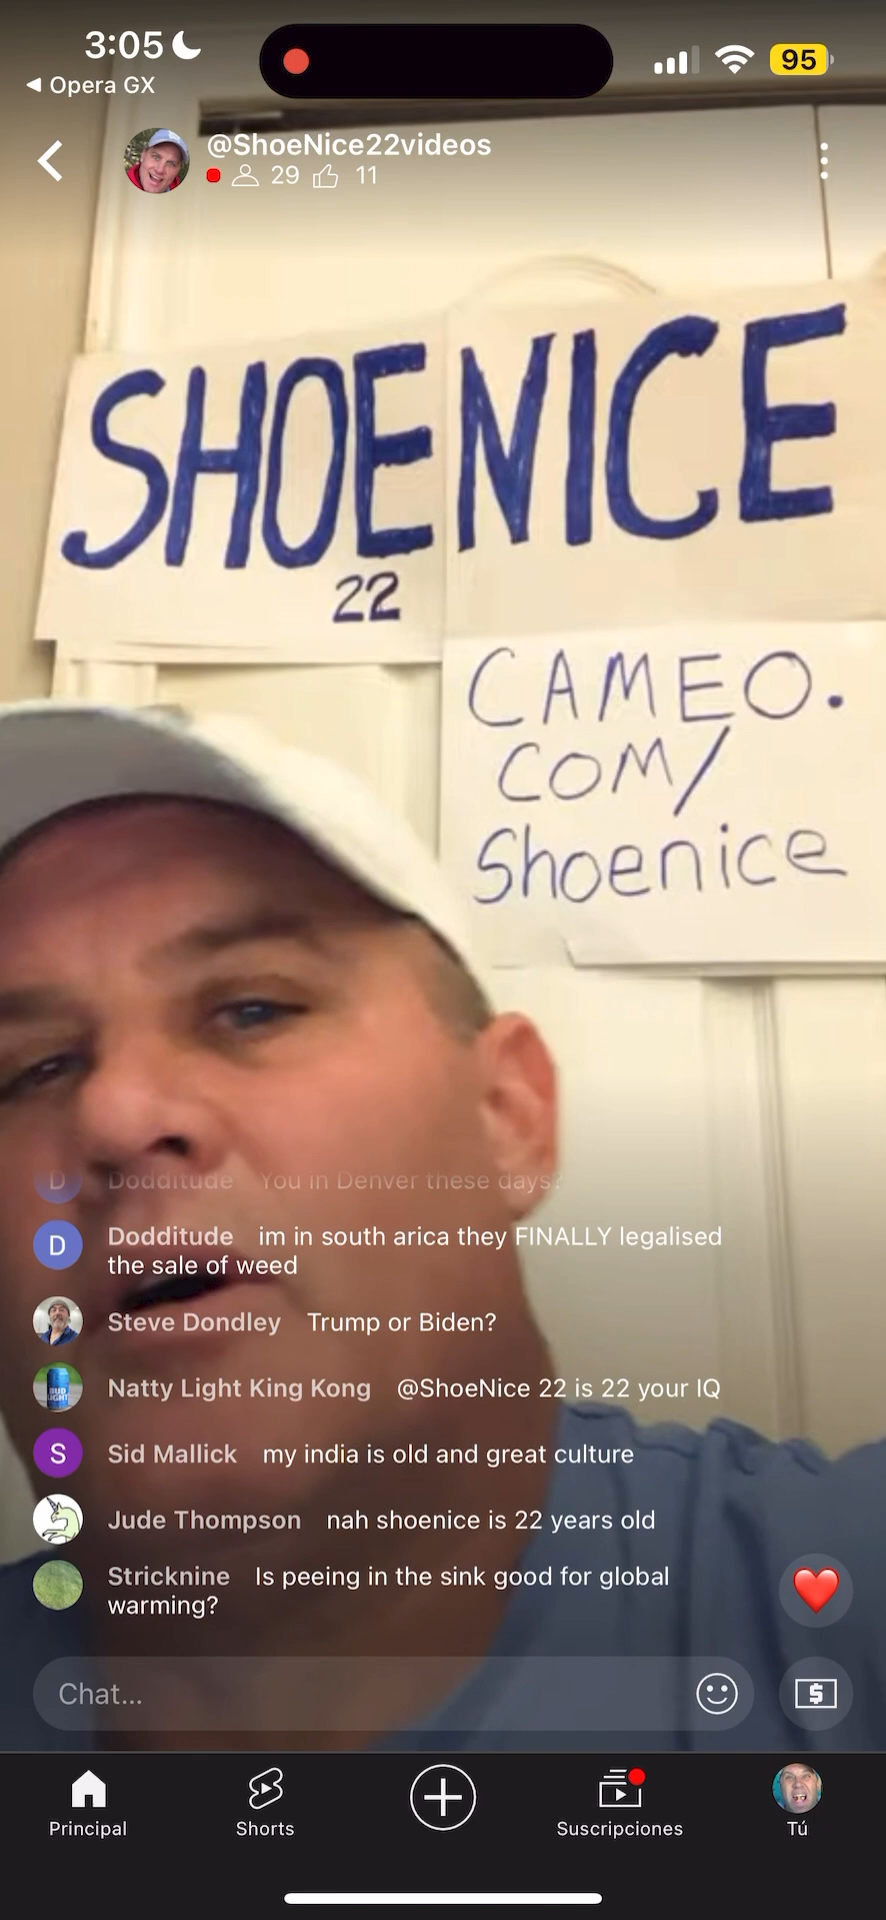 3:05
95
Opera GX
@ShoeNice22videos
29 11
SHOENICE
22
CAMEO.
COM/
Shoenice
D Dodditude You in Denver these days?
D Dodditude im in south arica they FINALLY legalised
the sale of weed
Steve Dondley Trump or Biden?
BUD
LIGHT
Natty Light King Kong @ShoeNice 22 is 22 your IQ
S Sid Mallick my india is old and great culture
Jude Thompson nah shoenice is 22 years old
Stricknine Is peeing in the sink good for global
warming?
Chat...
$
Principal Shorts Suscripciones Tú